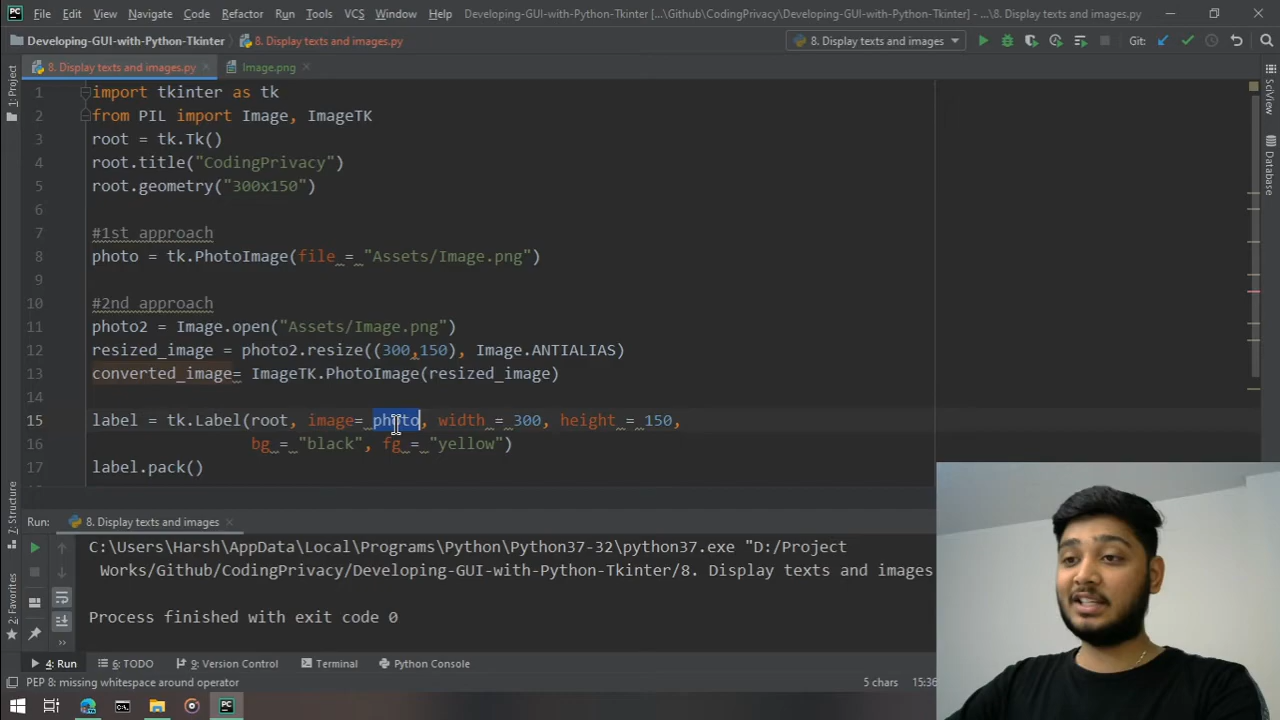 File Edit View Navigate Code Refactor Run Tools VCS Window Help Developing-GUI-with-Python-Tkinter [...\Github\CodingPrivacy\Developing-GUI-with-Python-Tkinter] - ...\8. Display texts and images.py
Developing-GUI-with-Python-Tkinter 8. Display texts and images.py 8. Display texts and images Git:
8. Display texts and images.py Image.png
1: Project
SciView
Database
1 import tkinter as tk
2 from PIL import Image, ImageTK
3 root = tk.Tk()
4 root.title("CodingPrivacy")
5 root.geometry("300x150")
6
7 #1st approach
8 photo = tk.PhotoImage(file = "Assets/Image.png")
9
10 #2nd approach
11 photo2 = Image.open("Assets/Image.png")
12 resized_image = photo2.resize((300,150), Image.ANTIALIAS)
13 converted_image= ImageTK.PhotoImage(resized_image)
14
15 label = tk.Label(root, image= photo, width = 300, height = 150,
16 bg = "black", fg = "yellow")
17 label.pack()
Z: Structure
2: Favorites
Run: 8. Display texts and images
C:\Users\Harsh\AppData\Local\Programs\Python\Python37-32\python37.exe "D:/Project
Works/Github/CodingPrivacy/Developing-GUI-with-Python-Tkinter/8. Display texts and images
Process finished with exit code 0
4: Run 6: TODO 9: Version Control Terminal Python Console
PEP 8: missing whitespace around operator 5 chars 15:36